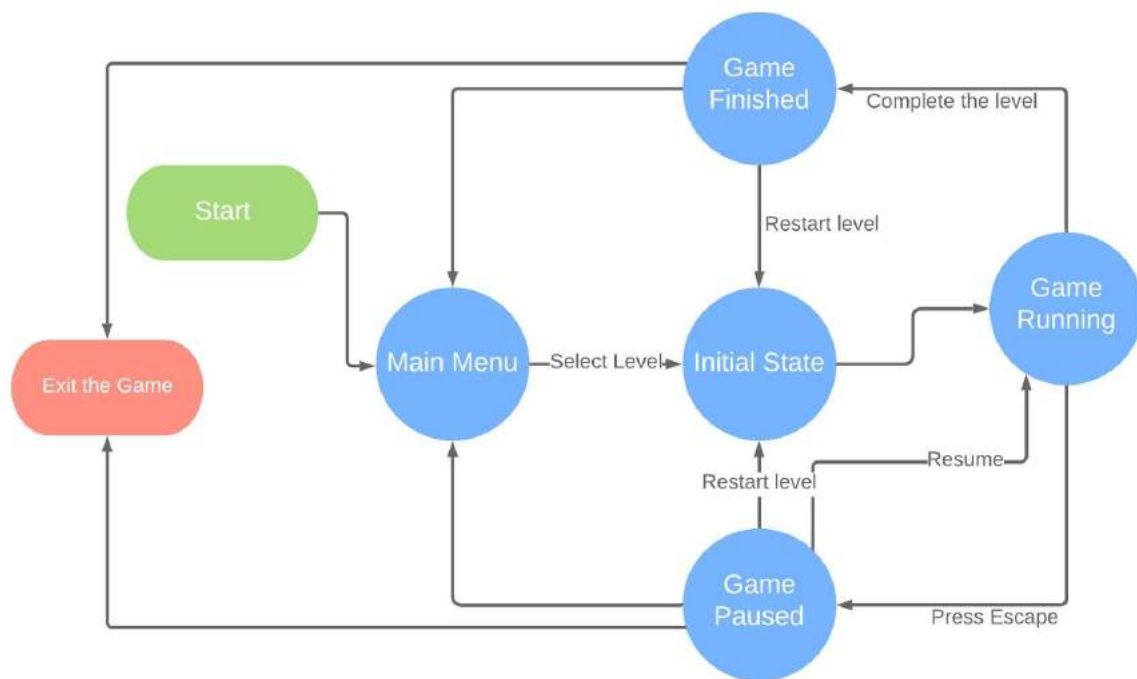 Game
Finished
Complete the level
Start
Restart level
Game
Running
Main Menu
Select Level
Initial State
Exit the Game
Resume
Restart level
Game
Paused
Press Escape